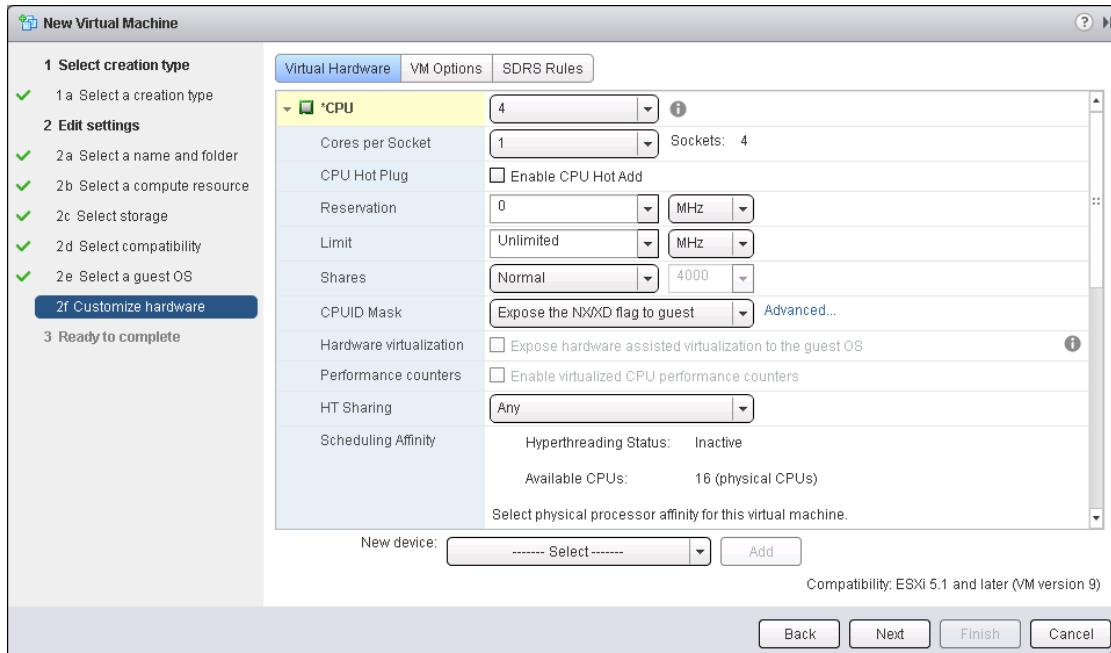 New Virtual Machine
?
1 Select creation type
1a Select a creation type
2 Edit settings
2a Select a name and folder
2b Select a compute resource
2c Select storage
2d Select compatibility
2e Select a guest OS
2f Customize hardware
3 Ready to complete
Virtual Hardware VM Options SDRS Rules
*CPU 4
Cores per Socket 1 Sockets: 4
CPU Hot Plug Enable CPU Hot Add
Reservation 0 MHz
Limit Unlimited MHz
Shares Normal 4000
CPUID Mask Expose the NX/XD flag to guest Advanced...
Hardware virtualization Expose hardware assisted virtualization to the guest OS
Performance counters Enable virtualized CPU performance counters
HT Sharing Any
Scheduling Affinity Hyperthreading Status: Inactive
Available CPUs: 16 (physical CPUs)
Select physical processor affinity for this virtual machine.
New device: ------- Select ------- Add
Compatibility: ESXi 5.1 and later (VM version 9)
Back Next Finish Cancel